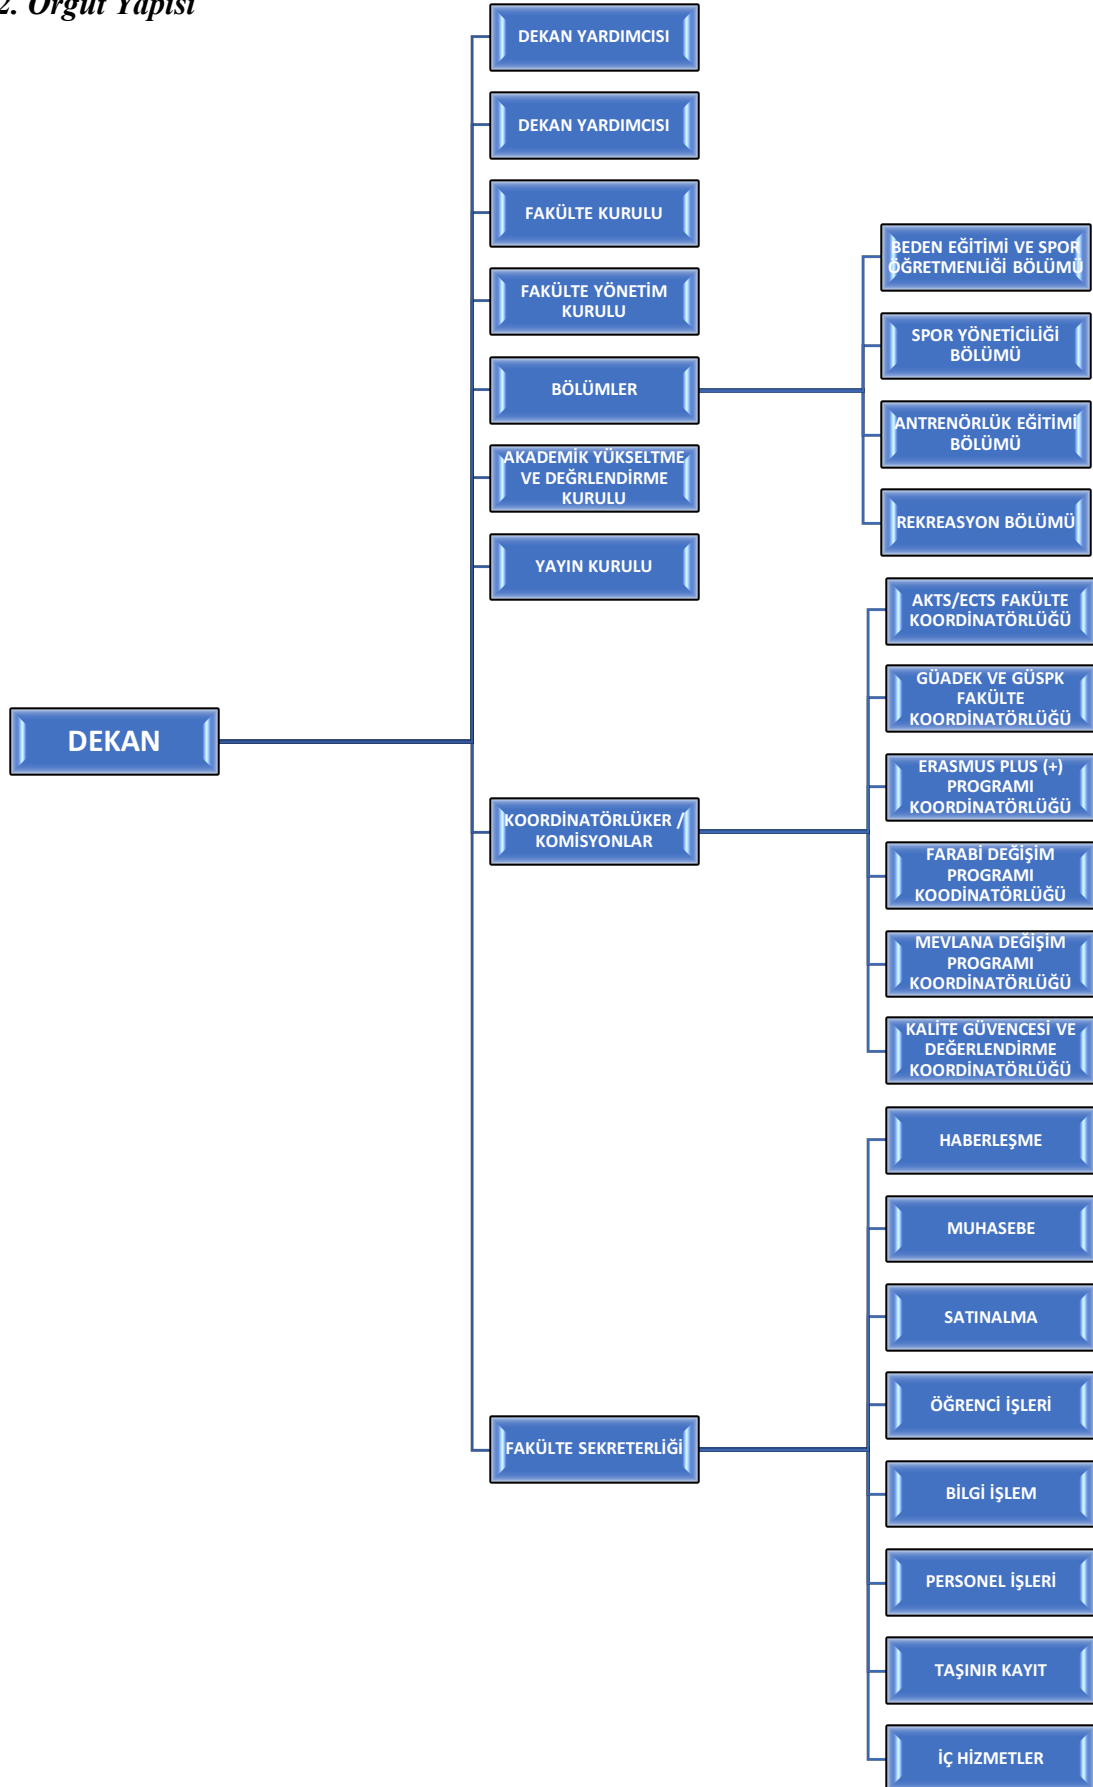 2. Örgüt Yapısı
DEKAN YARDIMCISI
DEKAN YARDIMCISI
FAKÜLTE KURULU
FAKÜLTE YÖNETİM
KURULU
BÖLÜMLER
AKADEMİK YÜKSELTME
VE DEĞRLENDİRME
KURULU
YAYIN KURULU
DEKAN
KOORDİNATÖRLÜKER /
KOMİSYONLAR
FAKÜLTE SEKRETERLİĞİ
BEDEN EĞİTİMİ VE SPOR
ÖĞRETMENLİĞİ BÖLÜMÜ
SPOR YÖNETİCİLİĞİ
BÖLÜMÜ
ANTRENÖRLÜK EĞİTİMİ
BÖLÜMÜ
REKREASYON BÖLÜMÜ
AKTS/ECTS FAKÜLTE
KOORDİNATÖRLÜĞÜ
GÜADEK VE GÜSPK
FAKÜLTE
KOORDİNATÖRLÜĞÜ
ERASMUS PLUS (+)
PROGRAMI
KOORDİNATÖRLÜĞÜ
FARABİ DEĞİŞİM
PROGRAMI
KOODİNATÖRLÜĞÜ
MEVLANA DEĞİŞİM
PROGRAMI
KOORDİNATÖRLÜĞÜ
KALİTE GÜVENCESİ VE
DEĞERLENDİRME
KOORDİNATÖRLÜĞÜ
HABERLEŞME
MUHASEBE
SATINALMA
ÖĞRENCİ İŞLERİ
BİLGİ İŞLEM
PERSONEL İŞLERİ
TAŞINIR KAYIT
İÇ HİZMETLER